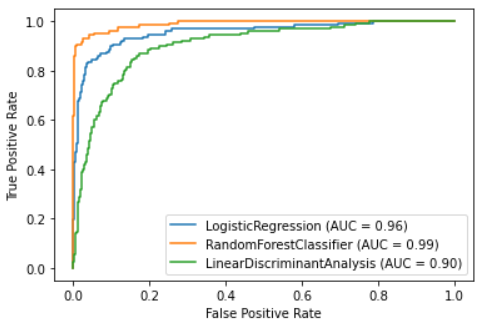 1.0
0.8
0.6
0.4
0.2
0.0
True Positive Rate
LogisticRegression (AUC = 0.96)
RandomForestClassifier (AUC = 0.99)
LinearDiscriminantAnalysis (AUC = 0.90)
0.0 0.2 0.4 0.6 0.8 1.0
False Positive Rate